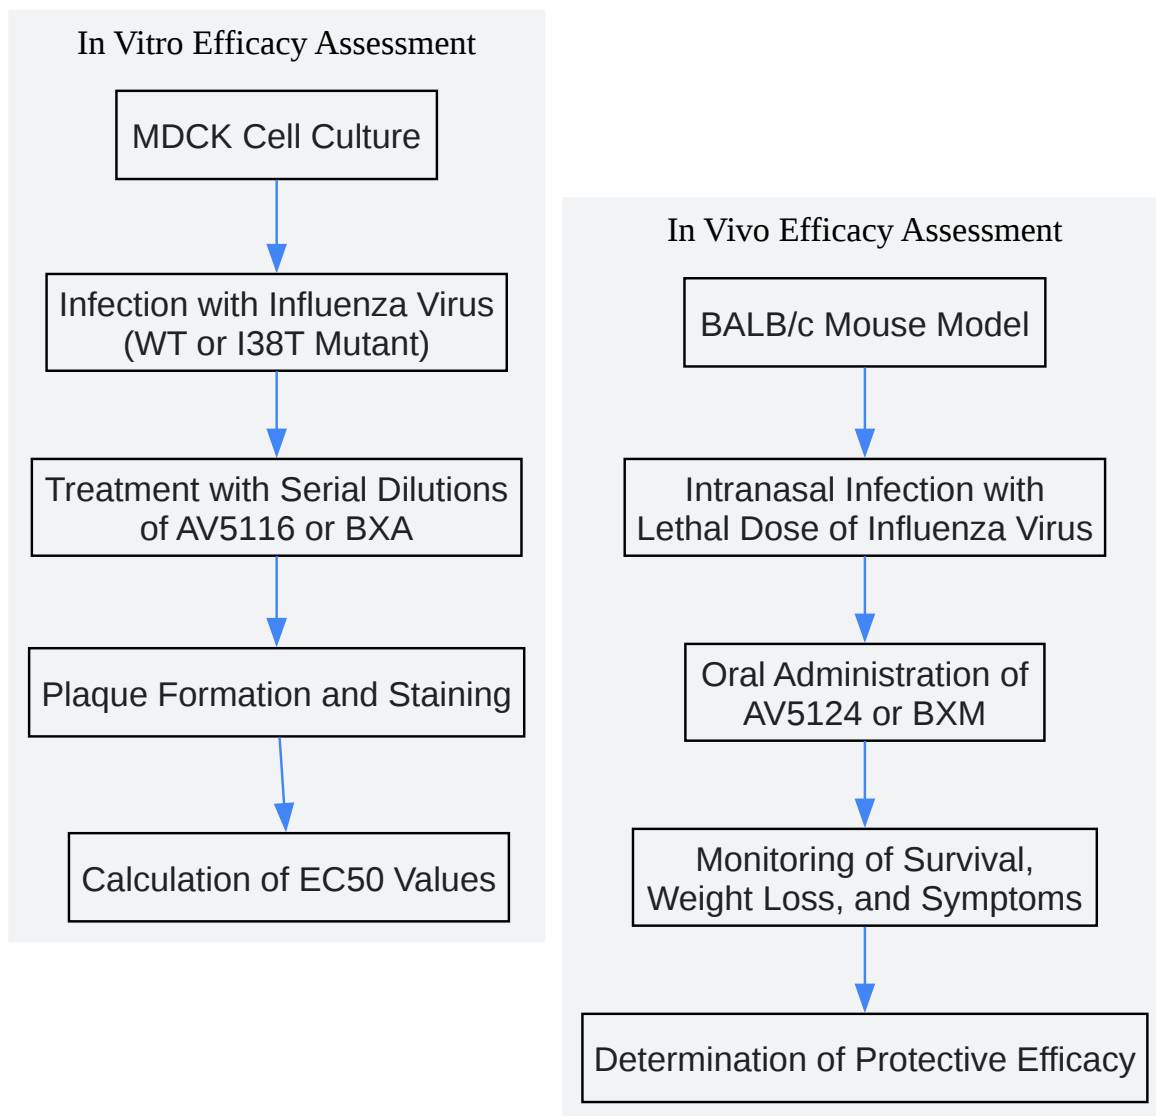 In Vitro Efficacy Assessment
MDCK Cell Culture
Infection with Influenza Virus
(WT or I38T Mutant)
Treatment with Serial Dilutions
of AV5116 or BXA
Plaque Formation and Staining
Calculation of EC50 Values
In Vivo Efficacy Assessment
BALB/c Mouse Model
Intranasal Infection with
Lethal Dose of Influenza Virus
Oral Administration of
AV5124 or BXM
Monitoring of Survival,
Weight Loss, and Symptoms
Determination of Protective Efficacy